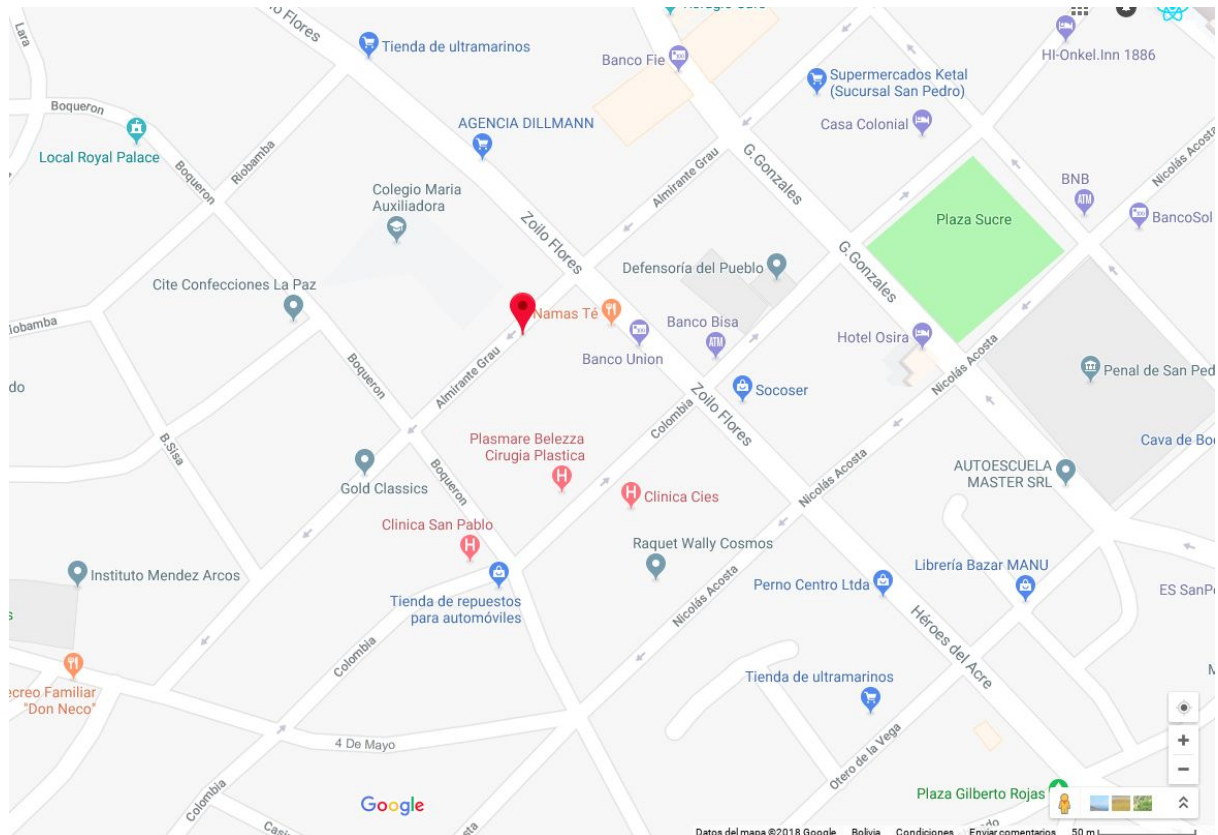 Zoilo Flores
Lara
Tienda de ultramarinos
Banco Fie
HI-Onkel.Inn 1886
Supermercados Ketal
(Sucursal San Pedro)
Boqueron
AGENCIA DILLMANN
Casa Colonial
Local Royal Palace
Riobamba
Boqueron
Colegio Maria
Auxiliadora
Almirante Grau
G.Gonzales
Nicolás Acosta
BNB
ATM
BancoSol
Plaza Sucre
Zoilo Flores
Defensoría del Pueblo
G.Gonzales
Cite Confecciones La Paz
iobamba
Namas Té
Banco Union
Banco Bisa
ATM
Hotel Osira
Nicolás Acosta
Penal de San Ped
do
Boqueron
Almirante Grau
Socoser
Zoilo Flores
Colombia
B.Sisa
Plasmare Belezza
Cirugia Plastica
H
Cava de Bo
AUTOESCUELA
MASTER SRL
Gold Classics
Boqueron
H
Clinica Cies
Nicolás Acosta
Clinica San Pablo
H
Raquet Wally Cosmos
Instituto Mendez Arcos
Nicolás Acosta
Perno Centro Ltda
Librería Bazar MANU
ES SanPe
Tienda de repuestos
para automóviles
s
Colombia
Héroes del Acre
ecreo Familiar
"Don Neco"
Tienda de ultramarinos
4 De Mayo
Otero de la Vega
Colombia
Google
Plaza Gilberto Rojas
Datos del mapa ©2018 Google Bolivia Condiciones Enviar comentarios 50 m